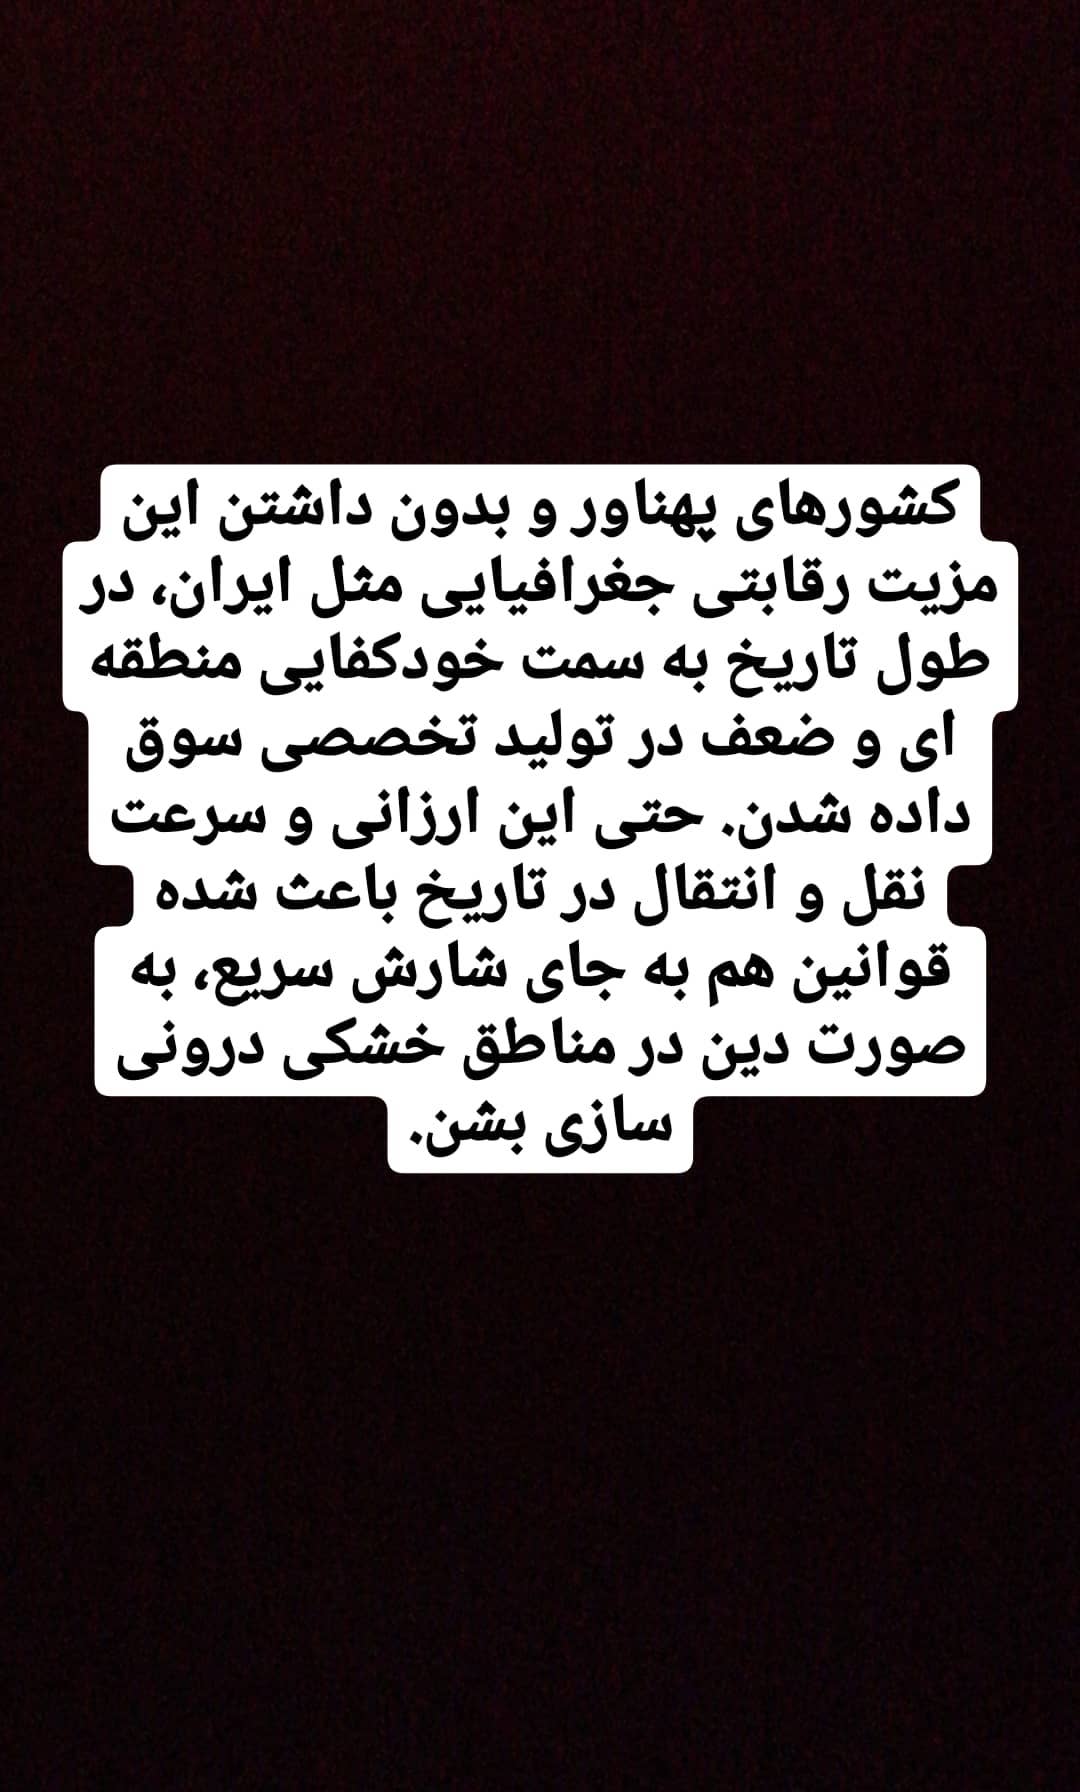 کشورهای پهناور و بدون داشتن این
مزیت رقابتی جغرافیایی مثل ایران، در
طول تاریخ به سمت خودکفایی منطقه
ای و ضعف در تولید تخصصی سوق
داده شدن. حتی این ارزانی و سرعت
نقل و انتقال در تاریخ باعث شده
قوانین هم به جای شارش سریع، به
صورت دین در مناطق خشکی درونی
سازی بشن.